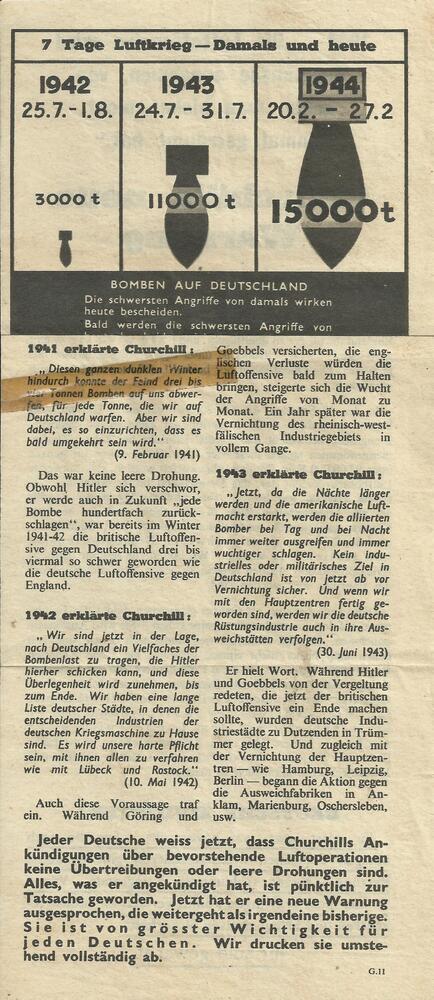 7 Tage Luftkrieg — Damals und heute
1942
25.7.-1.8.
3000 t
1943
24.7.- 31.7.
11000 t
1944
20.2. - 27.2
15000t
BOMBEN AUF DEUTSCHLAND
Die schwersten Angriffe von damals wirken
heute bescheiden.
Bald werden die schwersten Angriffe von
1941 erklärte Churchill :
„ Diesen ganzen dunklen Winter
hindurch konnte der Feind drei bis
vier Tonnen Bomben auf uns abwer-
fen, für jede Tonne, die wir auf
Deutschland warfen. Aber wir sind
dabei, es so einzurichten, dass es
bald umgekehrt sein wird.“
(9. Februar 1941)
Das war keine leere Drohung.
Obwohl Hitler sich verschwor,
er werde auch in Zukunft „jede
Bombe hundertfach zurück-
schlagen“, war bereits im Winter
1941-42 die britische Luftoffen-
sive gegen Deutschland drei bis
viermal so schwer geworden wie
die deutsche Luftoffensive gegen
England.
1942 erklärte Churchill :
„ Wir sind jetzt in der Lage,
nach Deutschland ein Vielfaches der
Bombenlast zu tragen, die Hitler
hierher schicken kann, und diese
Überlegenheit wird zunehmen, bis
zum Ende. Wir haben eine lange
Liste deutscher Städte, in denen die
entscheidenden Industrien der
deutschen Kriegsmaschine zu Hause
sind. Es wird unsere harte Pflicht
sein, mit ihnen allen zu verfahren
wie mit Lübeck und Rostock.“
(10. Mai 1942)
Auch diese Voraussage traf
ein. Während Göring und
Goebbels versicherten, die eng-
lischen Verluste würden die
Luftoffensive bald zum Halten
bringen, steigerte sich die Wucht
der Angriffe von Monat zu
Monat. Ein Jahr später war die
Vernichtung des rheinisch-west-
fälischen Industriegebiets in
vollem Gange.
1943 erklärte Churchill :
„Jetzt, da die Nächte länger
werden und die amerikanische Luft-
macht erstarkt, werden die alliierten
Bomber bei Tag und bei Nacht
immer weiter ausgreifen und immer
wuchtiger schlagen. Kein indu-
strielles oder militärisches Ziel in
Deutschland ist von jetzt ab vor
Vernichtung sicher. Und wenn wir
mit den Hauptzentren fertig ge-
worden sind, werden wir die deutsche
Rüstungsindustrie auch in ihre Aus-
weichstätten verfolgen.“
(30. Juni 1943)
Er hielt Wort. Während Hitler
und Goebbels von der Vergeltung
redeten, die jetzt der britischen
Luftoffensive ein Ende machen
sollte, wurden deutsche Indu-
striestädte zu Dutzenden in Trüm-
mer gelegt. Und zugleich mit
der Vernichtung der Hauptzen-
tren — wie Hamburg, Leipzig,
Berlin — begann die Aktion gegen
die Ausweichfabriken in An-
klam, Marienburg, Oschersleben,
usw.
Jeder Deutsche weiss jetzt, dass Churchills An-
kündigungen über bevorstehende Luftoperationen
keine Übertreibungen oder leere Drohungen sind.
Alles, was er angekündigt hat, ist pünktlich zur
Tatsache geworden. Jetzt hat er eine neue Warnung
ausgesprochen, die weitergeht als irgendeine bisherige.
Sie ist von grösster Wichtigkeit für
jeden Deutschen. Wir drucken sie umste-
hend vollständig ab.
G.11